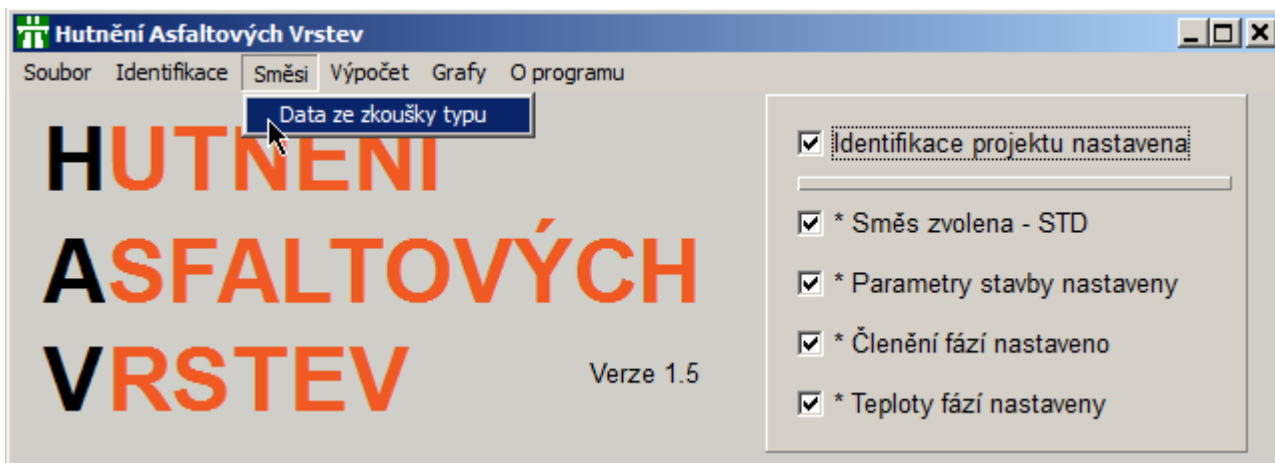 Hutnění Asfaltových Vrstev
Soubor Identifikace Směsi Výpočet Grafy O programu
Data ze zkoušky typu
HUTNĚNÍ
ASFALTOVÝCH
VRSTEV
Verze 1.5
Identifikace projektu nastavena
* Směs zvolena - STD
* Parametry stavby nastaveny
* Členění fází nastaveno
* Teploty fází nastaveny